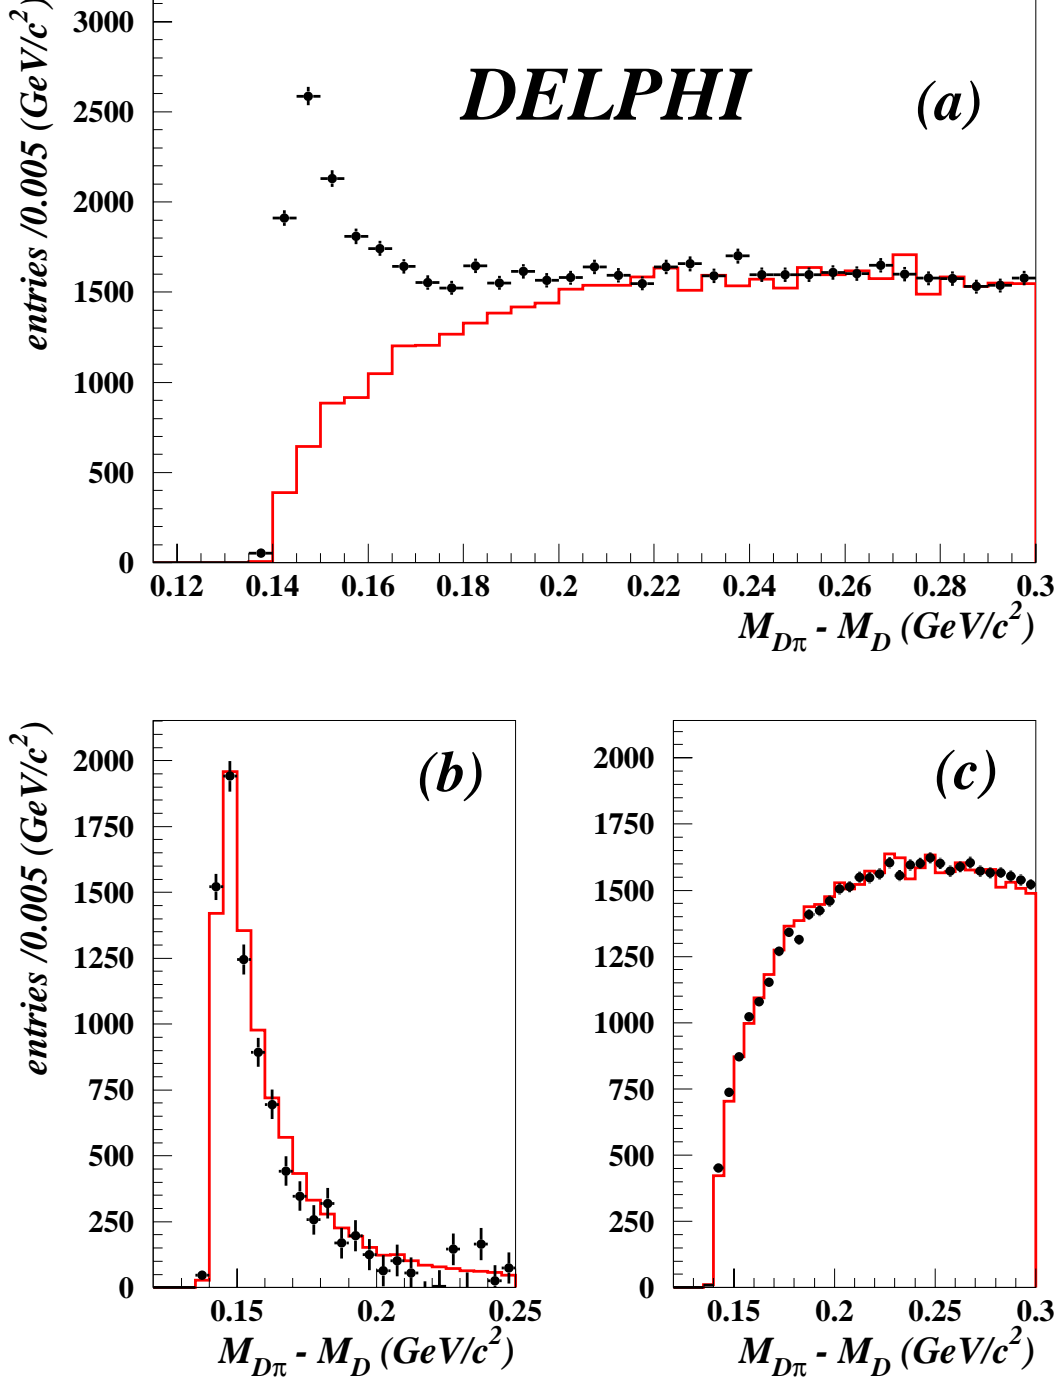 entries /0.005 (GeV/c²)
3000
2500
2000
1500
1000
500
0
DELPHI
(a)
0.12 0.14 0.16 0.18 0.2 0.22 0.24 0.26 0.28 0.3
M_Dπ - M_D (GeV/c²)
entries /0.005 (GeV/c²)
2000
1750
1500
1250
1000
750
500
250
0
(b)
0.15 0.2 0.25
M_Dπ - M_D (GeV/c²)
2000
1750
1500
1250
1000
750
500
250
0
(c)
0.15 0.2 0.25 0.3
M_Dπ - M_D (GeV/c²)